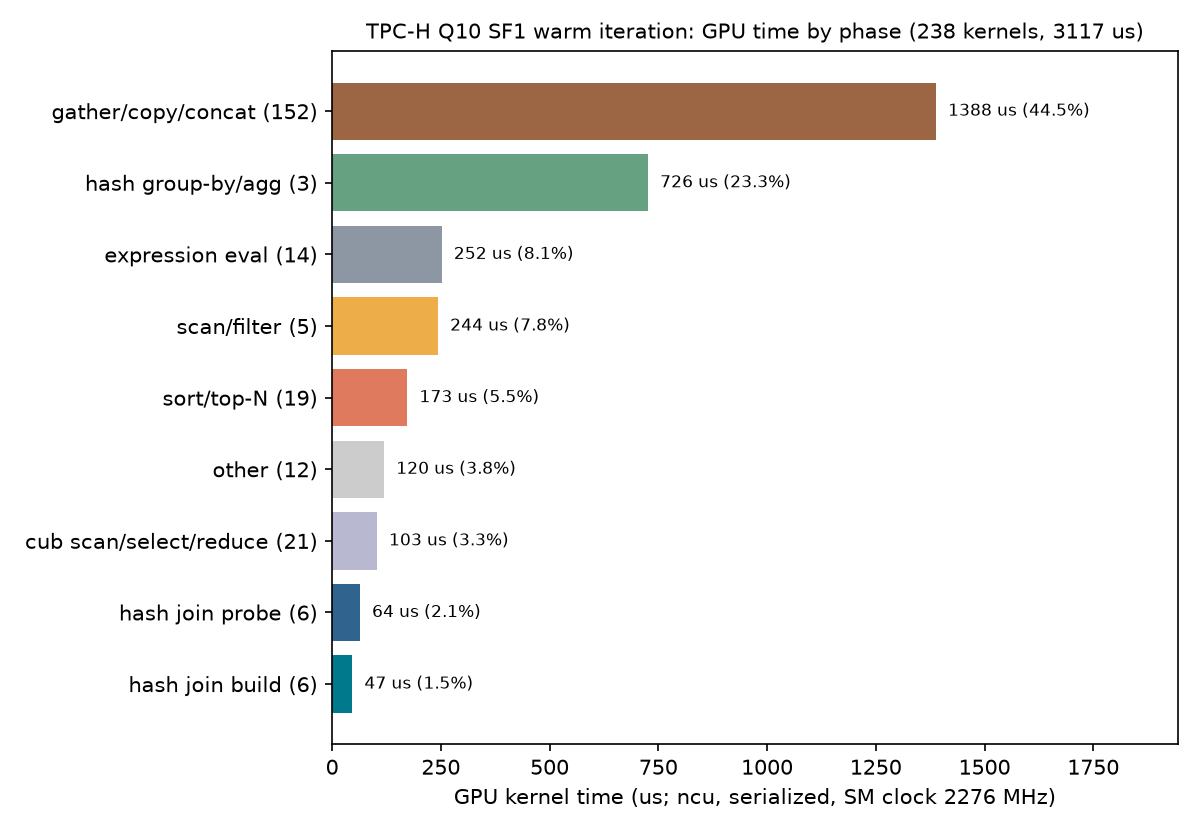 TPC-H Q10 SF1 warm iteration: GPU time by phase (238 kernels, 3117 us)
gather/copy/concat (152)
1388 us (44.5%)
hash group-by/agg (3)
726 us (23.3%)
expression eval (14)
252 us (8.1%)
scan/filter (5)
244 us (7.8%)
sort/top-N (19)
173 us (5.5%)
other (12)
120 us (3.8%)
cub scan/select/reduce (21)
103 us (3.3%)
hash join probe (6)
64 us (2.1%)
hash join build (6)
47 us (1.5%)
0 250 500 750 1000 1250 1500 1750
GPU kernel time (us; ncu, serialized, SM clock 2276 MHz)